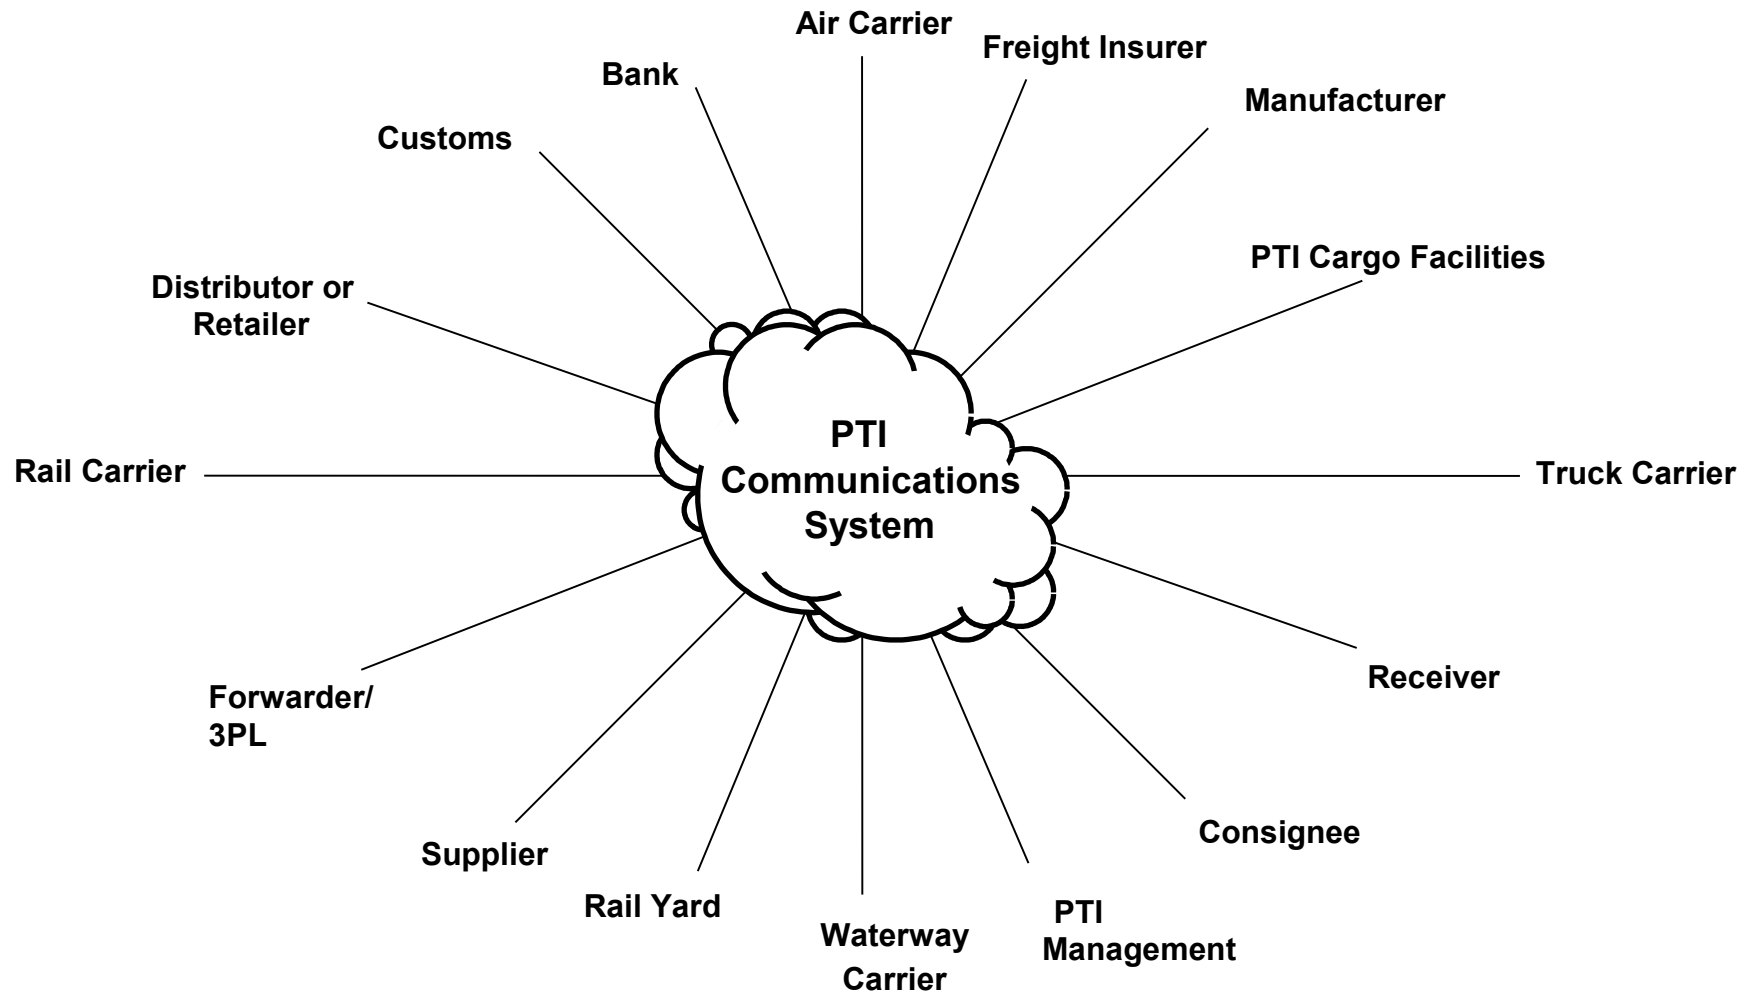 Air Carrier
Freight Insurer
Bank
Manufacturer
Customs
PTI Cargo Facilities
Distributor or
Retailer
PTI
Communications
System
Rail Carrier
Truck Carrier
Receiver
Forwarder/
3PL
Consignee
Supplier
Rail Yard
PTI
Management
Waterway
Carrier